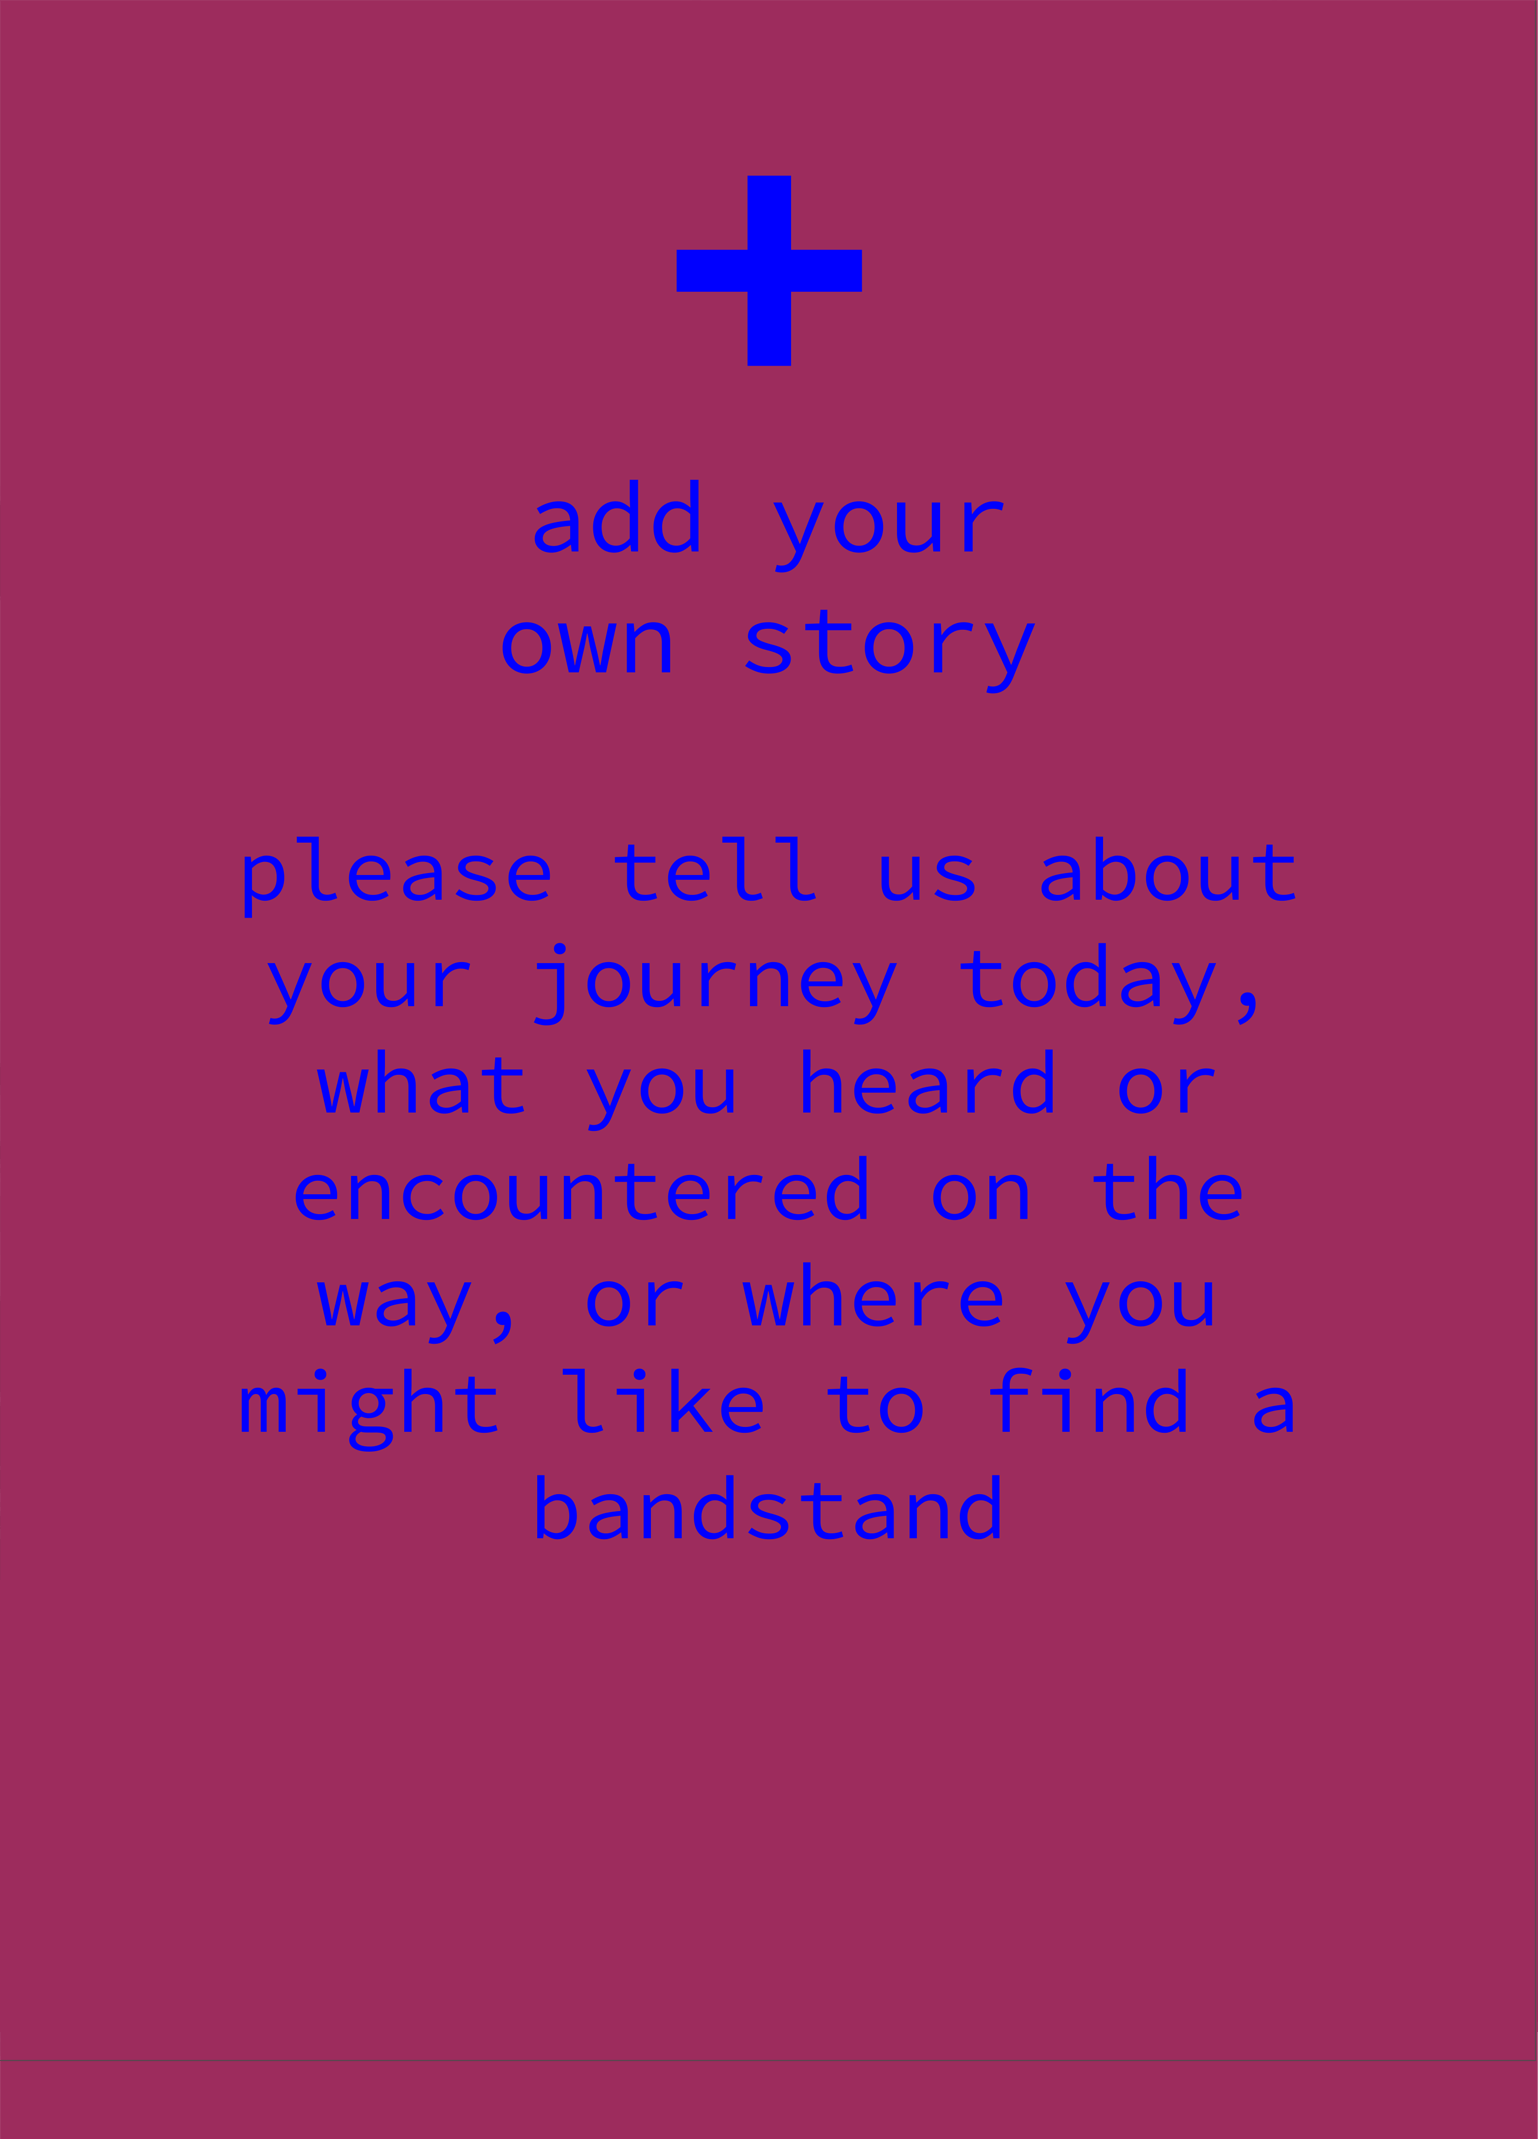 +
add your
own story
please tell us about
your journey today,
what you heard or
encountered on the
way, or where you
might like to find a
bandstand